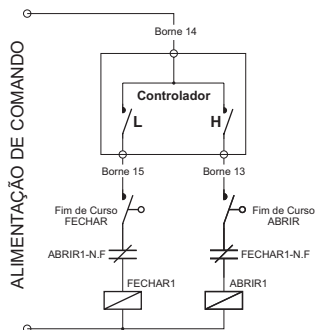 ALIMENTAÇÃO DE COMANDO
Borne 14
Controlador
L
H
Borne 15
Borne 13
Fim de Curso
FECHAR
Fim de Curso
ABRIR
ABRIR1-N.F
FECHAR1-N.F
FECHAR1
ABRIR1